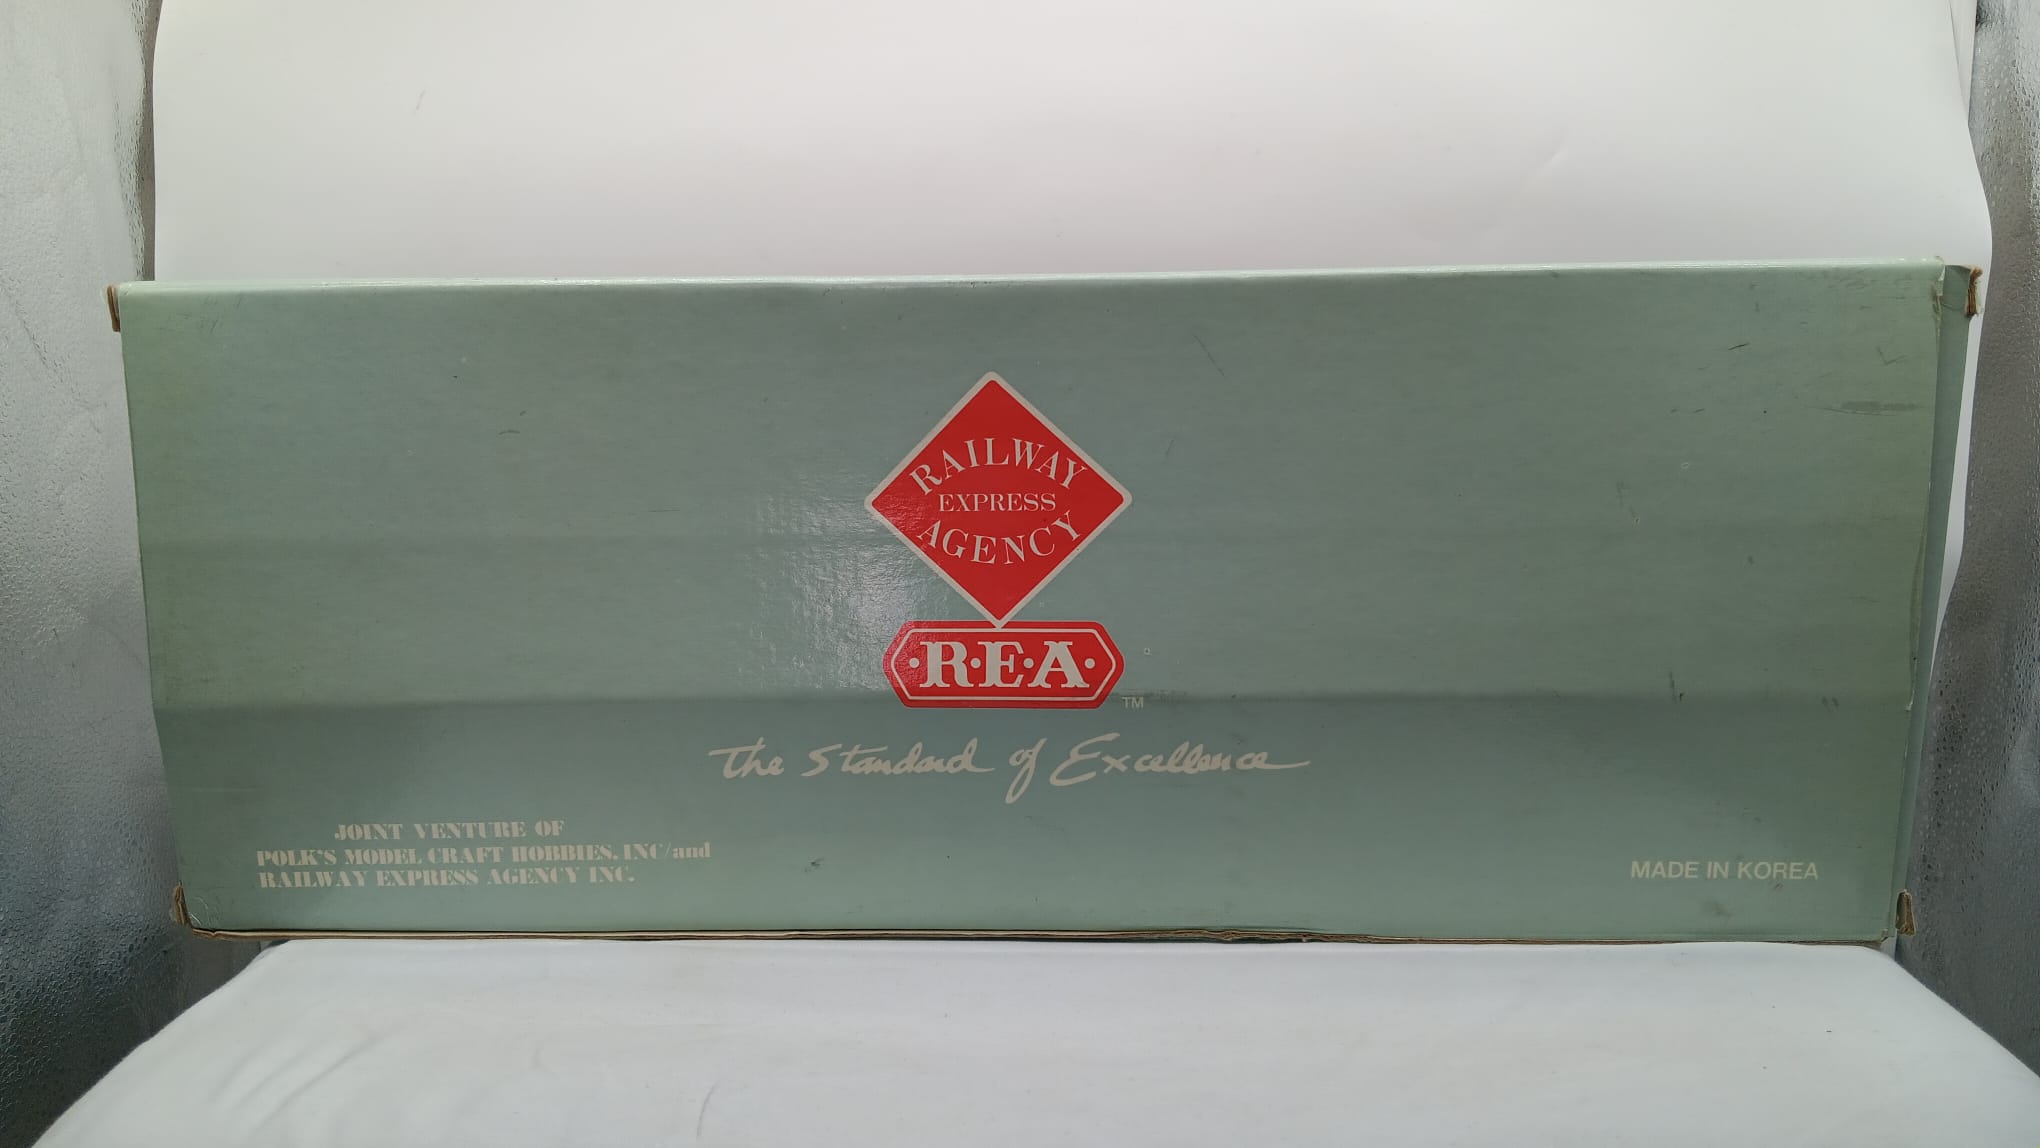 RAILWAY
EXPRESS
AGENCY
·R·E·A·
TM
The Standard of Excellence
JOINT VENTURE OF
POLK'S MODEL CRAFT HOBBIES, INC/and
RAILWAY EXPRESS AGENCY INC.
MADE IN KOREA